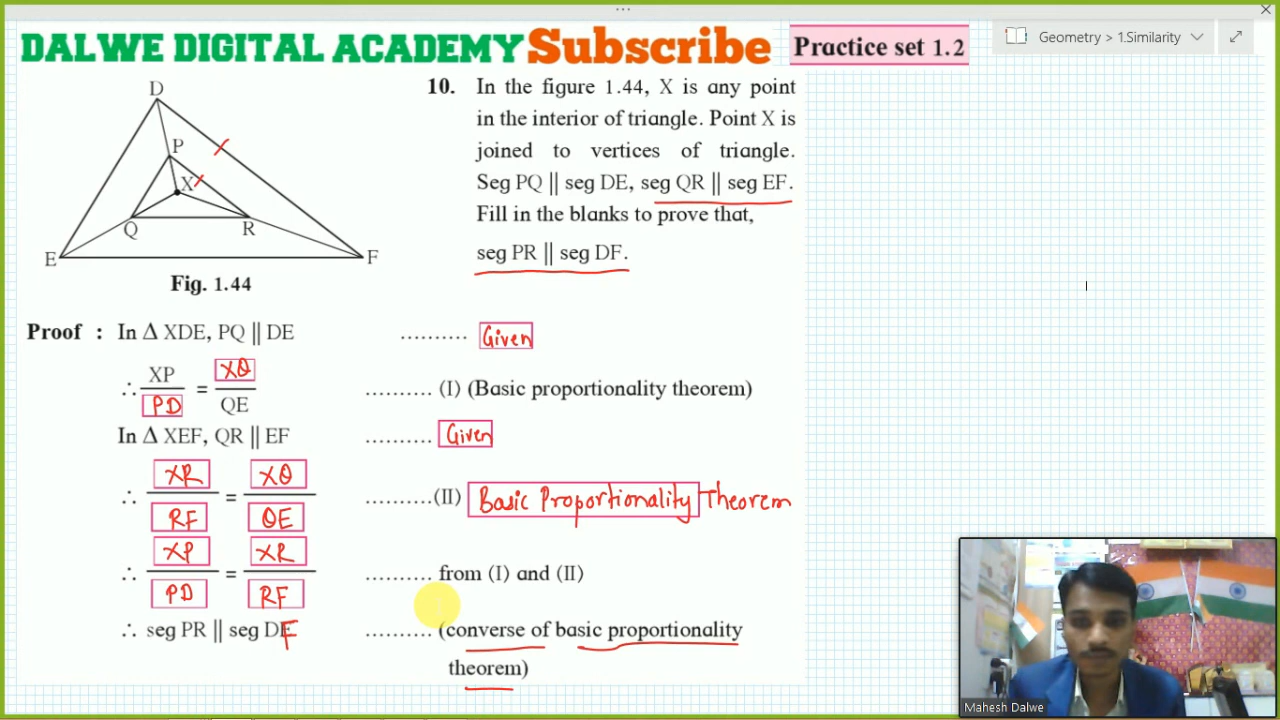 DALWE DIGITAL ACADEMY Subscribe Practice set 1.2
Geometry > 1.Similarity
D
P
X
Q
R
E
F
Fig. 1.44
10. In the figure 1.44, X is any point
in the interior of triangle. Point X is
joined to vertices of triangle.
Seg PQ || seg DE, seg QR || seg EF.
Fill in the blanks to prove that,
seg PR || seg DF.
Proof : In Δ XDE, PQ || DE .......... Given
∴ XP/PD = XQ/QE .......... (I) (Basic proportionality theorem)
In Δ XEF, QR || EF .......... Given
∴ XR/RF = XQ/QE ..........(II) Basic Proportionality Theorem
∴ XP/PD = XR/RF .......... from (I) and (II)
∴ seg PR || seg DF .......... (converse of basic proportionality
theorem)
Mahesh Dalwe